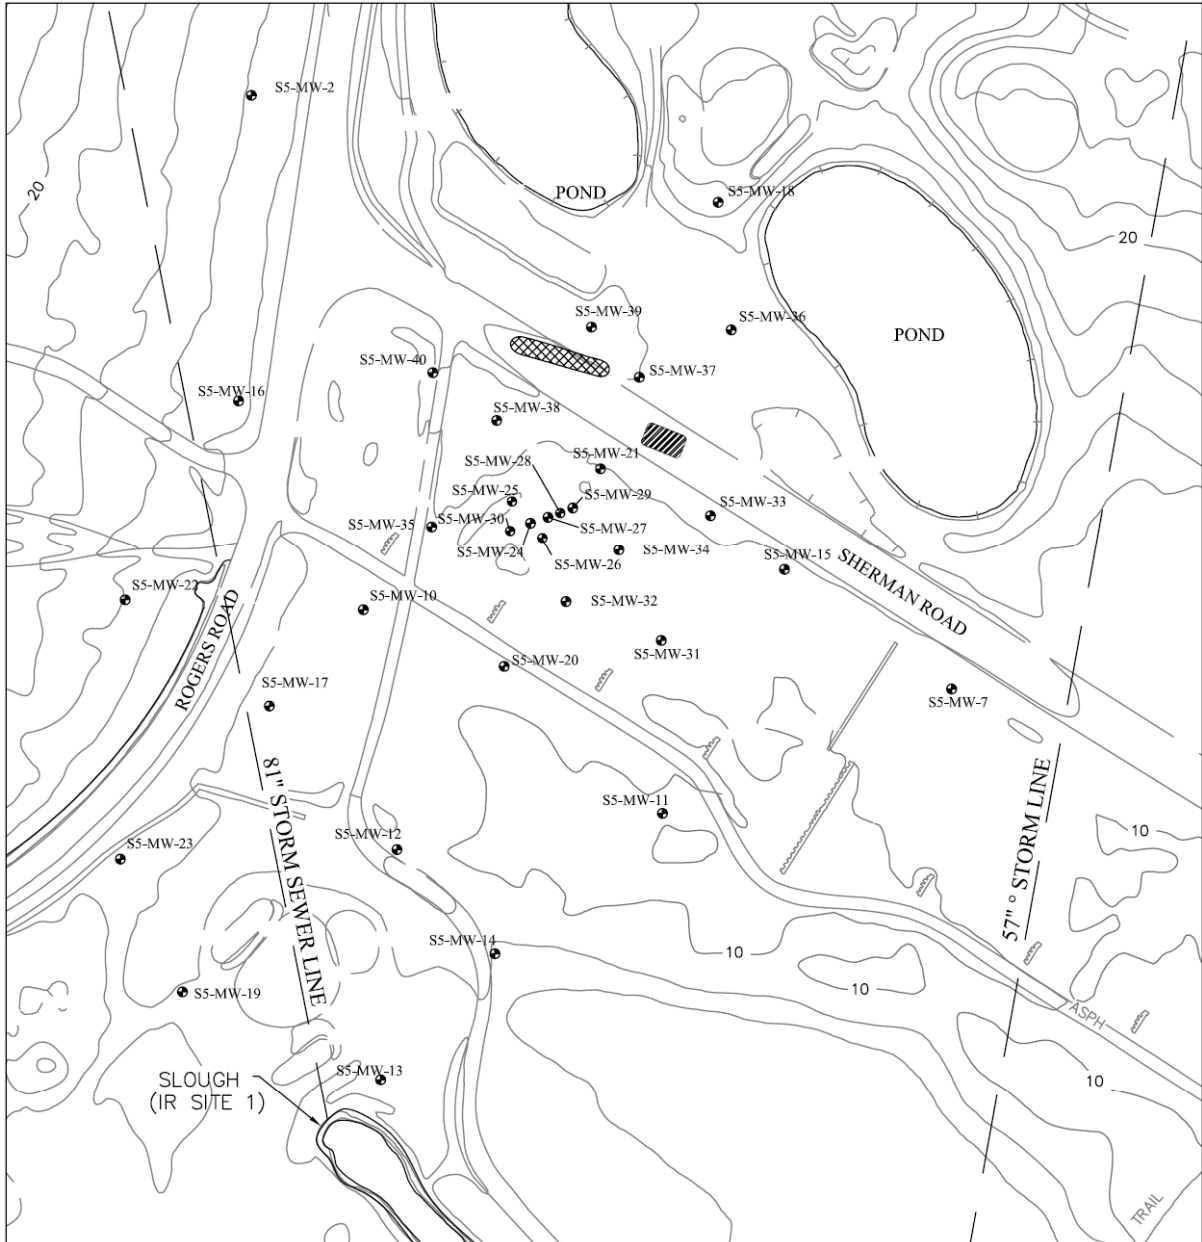 S5-MW-2
20
POND
S5-MW-18
20
S5-MW-39
S5-MW-36
POND
S5-MW-40
S5-MW-37
S5-MW-16
S5-MW-38
S5-MW-21
S5-MW-28
S5-MW-25
S5-MW-29
S5-MW-33
S5-MW-35
S5-MW-30
S5-MW-27
S5-MW-24
S5-MW-34
S5-MW-15
S5-MW-26
SHERMAN ROAD
S5-MW-22
S5-MW-10
S5-MW-32
ROGERS ROAD
S5-MW-31
S5-MW-20
S5-MW-17
S5-MW-7
81" STORM SEWER LINE
57" ° STORM LINE
S5-MW-11
S5-MW-12
10
S5-MW-23
S5-MW-14
10
10
S5-MW-19
ASPH
S5-MW-13
SLOUGH
(IR SITE 1)
10
TRAIL